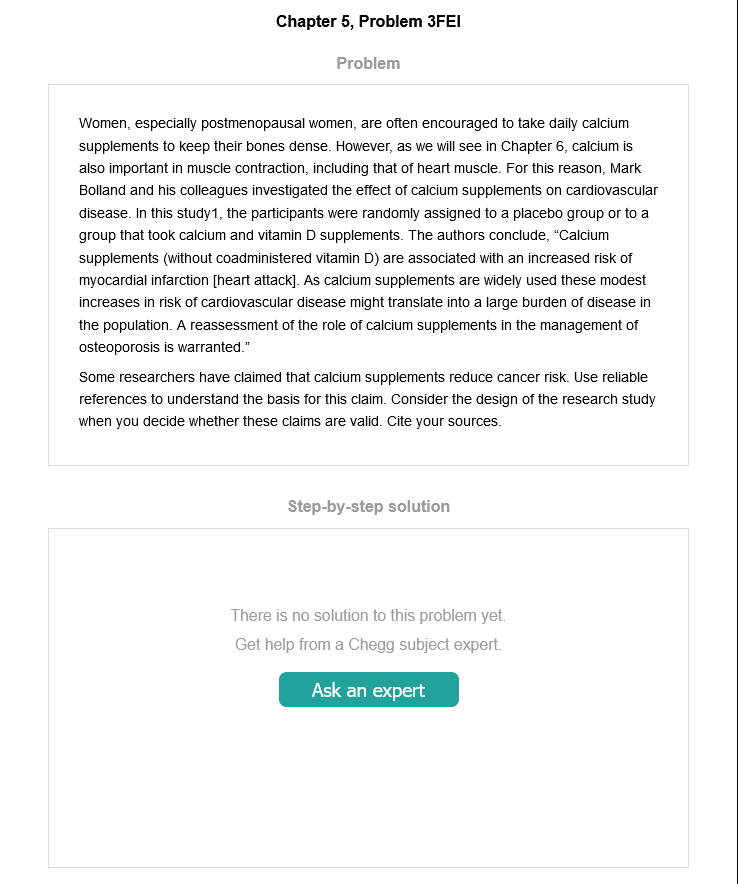 Chapter 5, Problem 3FEI
Problem
Women, especially postmenopausal women, are often encouraged to take daily calcium
supplements to keep their bones dense. However, as we will see in Chapter 6, calcium is
also important in muscle contraction, including that of heart muscle. For this reason, Mark
Bolland and his colleagues investigated the effect of calcium supplements on cardiovascular
disease. In this study1, the participants were randomly assigned to a placebo group or to a
group that took calcium and vitamin D supplements. The authors conclude, “Calcium
supplements (without coadministered vitamin D) are associated with an increased risk of
myocardial infarction [heart attack]. As calcium supplements are widely used these modest
increases in risk of cardiovascular disease might translate into a large burden of disease in
the population. A reassessment of the role of calcium supplements in the management of
osteoporosis is warranted.”
Some researchers have claimed that calcium supplements reduce cancer risk. Use reliable
references to understand the basis for this claim. Consider the design of the research study
when you decide whether these claims are valid. Cite your sources.
Step-by-step solution
There is no solution to this problem yet.
Get help from a Chegg subject expert.
Ask an expert